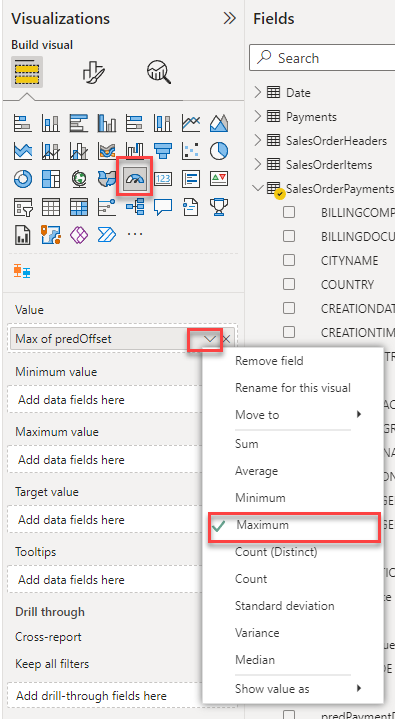 Visualizations
Build visual
123
Value
Max of predOffset
Minimum value
Add data fields here
Maximum value
Add data fields here
Target value
Add data fields here
Tooltips
Add data fields here
Drill through
Cross-report
Keep all filters
Add drill-through fields here
Remove field
Rename for this visual
Move to
Sum
Average
Minimum
Maximum
Count (Distinct)
Count
Standard deviation
Variance
Median
Show value as
Fields
Search
Date
Payments
SalesOrderHeaders
SalesOrderItems
SalesOrderPayments
BILLINGCOMP
BILLINGDOCU
CITYNAME
COUNTRY
CREATIONDAT
CREATIONTIM